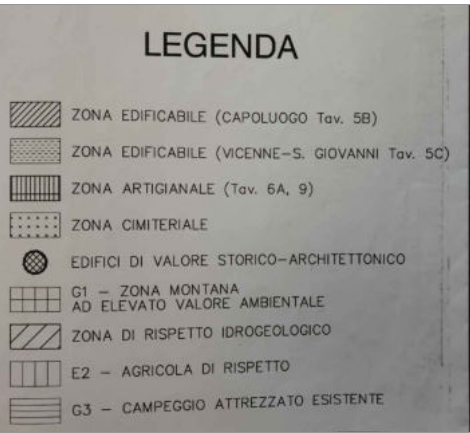 LEGENDA
ZONA EDIFICABILE (CAPOLUOGO Tav. 5B)
ZONA EDIFICABILE (VICENNE-S. GIOVANNI Tav. 5C)
ZONA ARTIGIANALE (Tav. 6A, 9)
ZONA CIMITERIALE
EDIFICI DI VALORE STORICO-ARCHITETTONICO
G1 - ZONA MONTANA
AD ELEVATO VALORE AMBIENTALE
ZONA DI RISPETTO IDROGEOLOGICO
E2 - AGRICOLA DI RISPETTO
G3 - CAMPEGGIO ATTREZZATO ESISTENTE